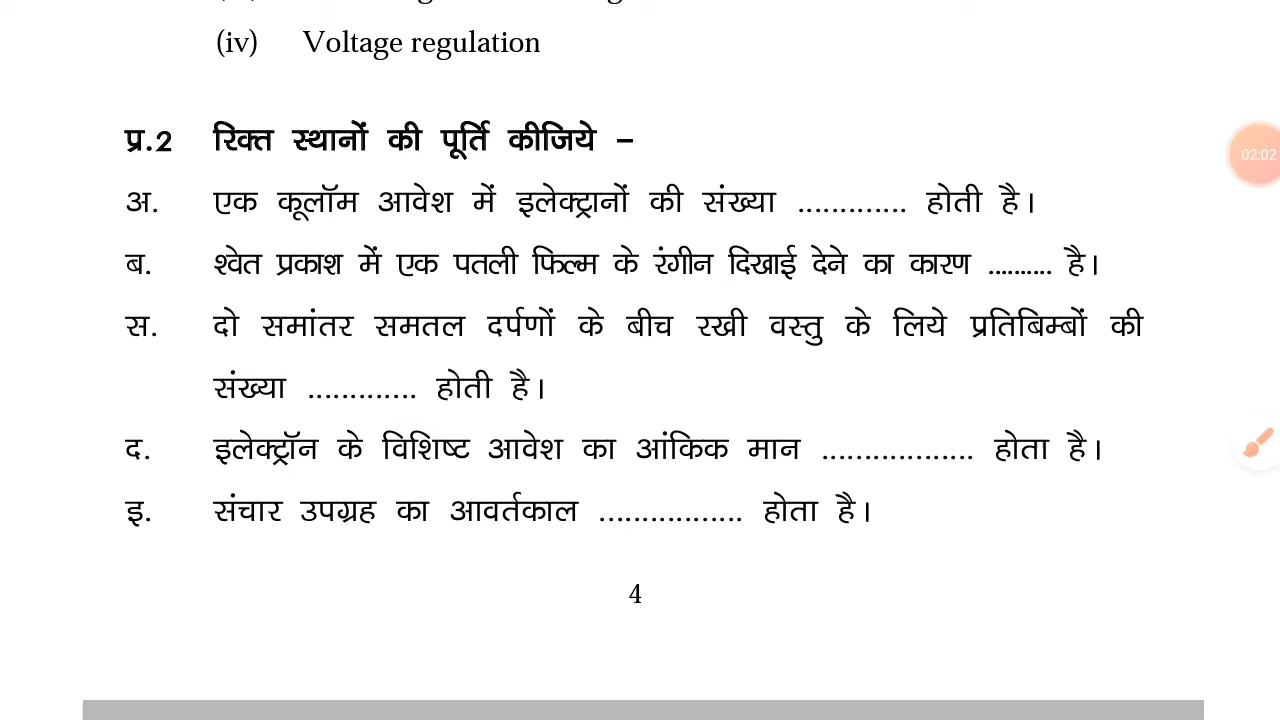 (iv) Voltage regulation
प्र.2 रिक्त स्थानों की पूर्ति कीजिये –
अ. एक कूलॉम आवेश में इलेक्ट्रानों की संख्या ............. होती है।
ब. श्वेत प्रकाश में एक पतली फिल्म के रंगीन दिखाई देने का कारण .......... है।
स. दो समांतर समतल दर्पणों के बीच रखी वस्तु के लिये प्रतिबिम्बों की
संख्या ............. होती है।
द. इलेक्ट्रॉन के विशिष्ट आवेश का आंकिक मान .................. होता है।
इ. संचार उपग्रह का आवर्तकाल ................. होता है।
4
02:02